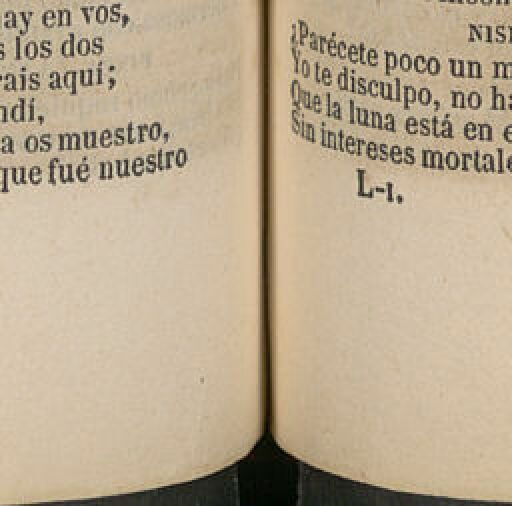 ay en vos,
s los dos
rais aquí;
ndí,
a os muestro,
que fué nuestro
NIS
¿Parécete poco un m
Yo te disculpo, no ha
Que la luna está en e
Sin intereses mortale
L-1.